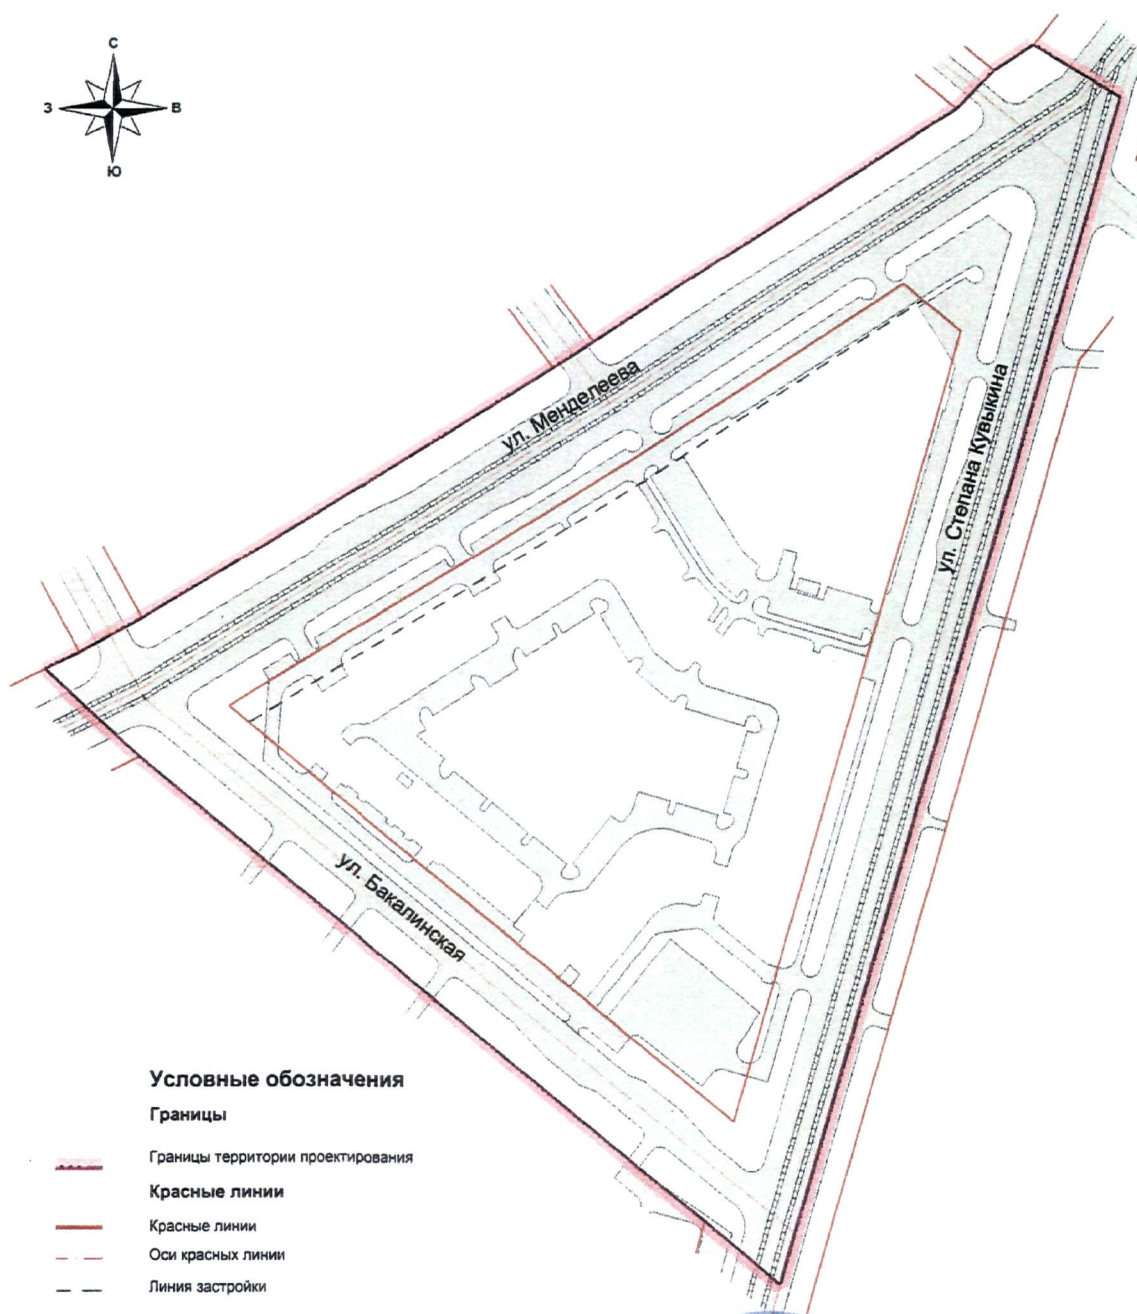 С
З
В
Ю
ул. Менделеева
ул. Степана Кувыкина
ул. Бакалинская
Условные обозначения
Границы
Границы территории проектирования
Красные линии
Красные линии
Оси красных линии
Линия застройки